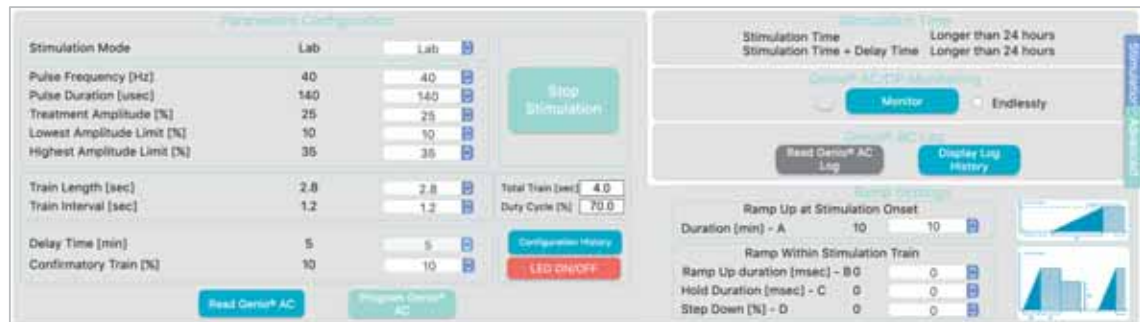 Parameters Configuration
Stimulation Mode Lab Lab
Pulse Frequency [Hz] 40 40
Pulse Duration [usec] 140 140
Treatment Amplitude [%] 25 25
Lowest Amplitude Limit [%] 10 10
Highest Amplitude Limit [%] 35 35
Stop
Stimulation
Train Length [sec] 2.8 2.8 Total Train [sec] 4.0
Train Interval [sec] 1.2 1.2 Duty Cycle [%] 70.0
Delay Time [min] 5 5 Configuration History
Confirmatory Train [%] 10 10 LED ON/OFF
Read Genio® AC
Program Genio®
AC
Stimulation Time
Stimulation Time Longer than 24 hours
Stimulation Time + Delay Time Longer than 24 hours
Genio® AC/DP Monitoring
Monitor Endlessly
Genio® AC Log
Read Genio® AC
Log
Display Log
History
Ramp Settings
Ramp Up at Stimulation Onset
Duration [min] - A 10 10
Ramp Within Stimulation Train
Ramp Up duration [msec] - B 0 0
Hold Duration [msec] - C 0 0
Step Down [%] - D 0 0
Stimulation
Advanced